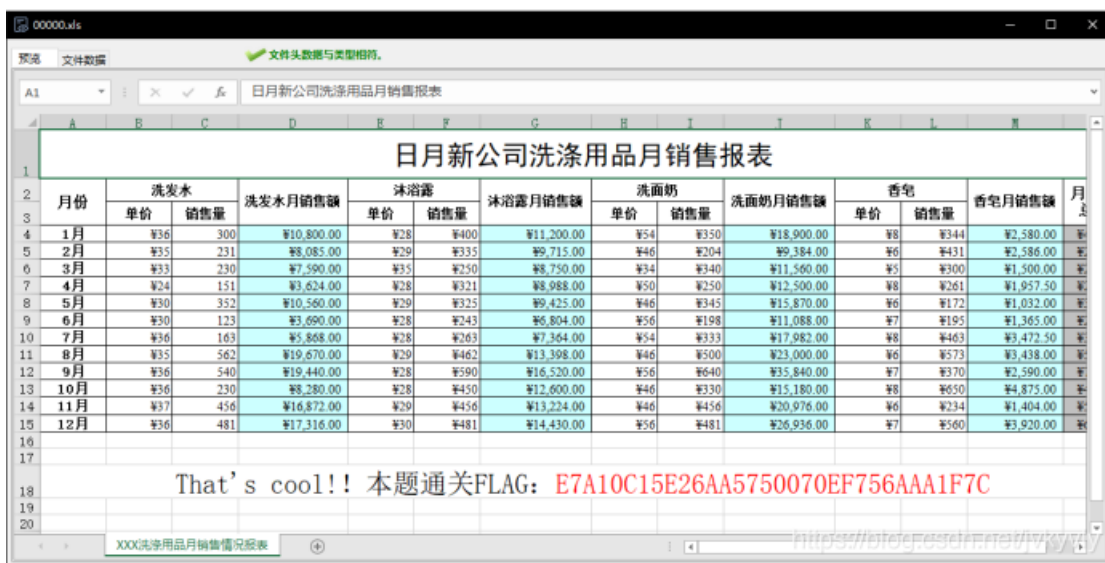 00000.xls
预览 文件数据 文件头数据与类型相符。
A1 fx 日月新公司洗涤用品月销售报表
A B C D E F G H I J K L M
1 日月新公司洗涤用品月销售报表
2 月份 洗发水 洗发水月销售额 沐浴露 沐浴露月销售额 洗面奶 洗面奶月销售额 香皂 香皂月销售额 月
3 单价 销售量 单价 销售量 单价 销售量 单价 销售量
4 1月 ¥36 300 ¥10,800.00 ¥28 ¥400 ¥11,200.00 ¥54 ¥350 ¥18,900.00 ¥8 ¥344 ¥2,580.00
5 2月 ¥35 231 ¥8,085.00 ¥29 ¥335 ¥9,715.00 ¥46 ¥204 ¥9,384.00 ¥6 ¥431 ¥2,586.00
6 3月 ¥33 230 ¥7,590.00 ¥35 ¥250 ¥8,750.00 ¥34 ¥340 ¥11,560.00 ¥5 ¥300 ¥1,500.00
7 4月 ¥24 151 ¥3,624.00 ¥28 ¥321 ¥8,988.00 ¥50 ¥250 ¥12,500.00 ¥8 ¥261 ¥1,957.50
8 5月 ¥30 352 ¥10,560.00 ¥29 ¥325 ¥9,425.00 ¥46 ¥345 ¥15,870.00 ¥6 ¥172 ¥1,032.00
9 6月 ¥30 123 ¥3,690.00 ¥28 ¥243 ¥6,804.00 ¥56 ¥198 ¥11,088.00 ¥7 ¥195 ¥1,365.00
10 7月 ¥36 163 ¥5,868.00 ¥28 ¥263 ¥7,364.00 ¥54 ¥333 ¥17,982.00 ¥8 ¥463 ¥3,472.50
11 8月 ¥35 562 ¥19,670.00 ¥29 ¥462 ¥13,398.00 ¥46 ¥500 ¥23,000.00 ¥6 ¥573 ¥3,438.00
12 9月 ¥36 540 ¥19,440.00 ¥28 ¥590 ¥16,520.00 ¥56 ¥640 ¥35,840.00 ¥7 ¥370 ¥2,590.00
13 10月 ¥36 230 ¥8,280.00 ¥28 ¥450 ¥12,600.00 ¥46 ¥330 ¥15,180.00 ¥8 ¥650 ¥4,875.00
14 11月 ¥37 456 ¥16,872.00 ¥29 ¥456 ¥13,224.00 ¥46 ¥456 ¥20,976.00 ¥6 ¥234 ¥1,404.00
15 12月 ¥36 481 ¥17,316.00 ¥30 ¥481 ¥14,430.00 ¥56 ¥481 ¥26,936.00 ¥7 ¥560 ¥3,920.00
16
17
18 That's cool!! 本题通关FLAG: E7A10C15E26AA5750070EF756AAA1F7C
19
20
XXX洗涤用品月销售情况报表